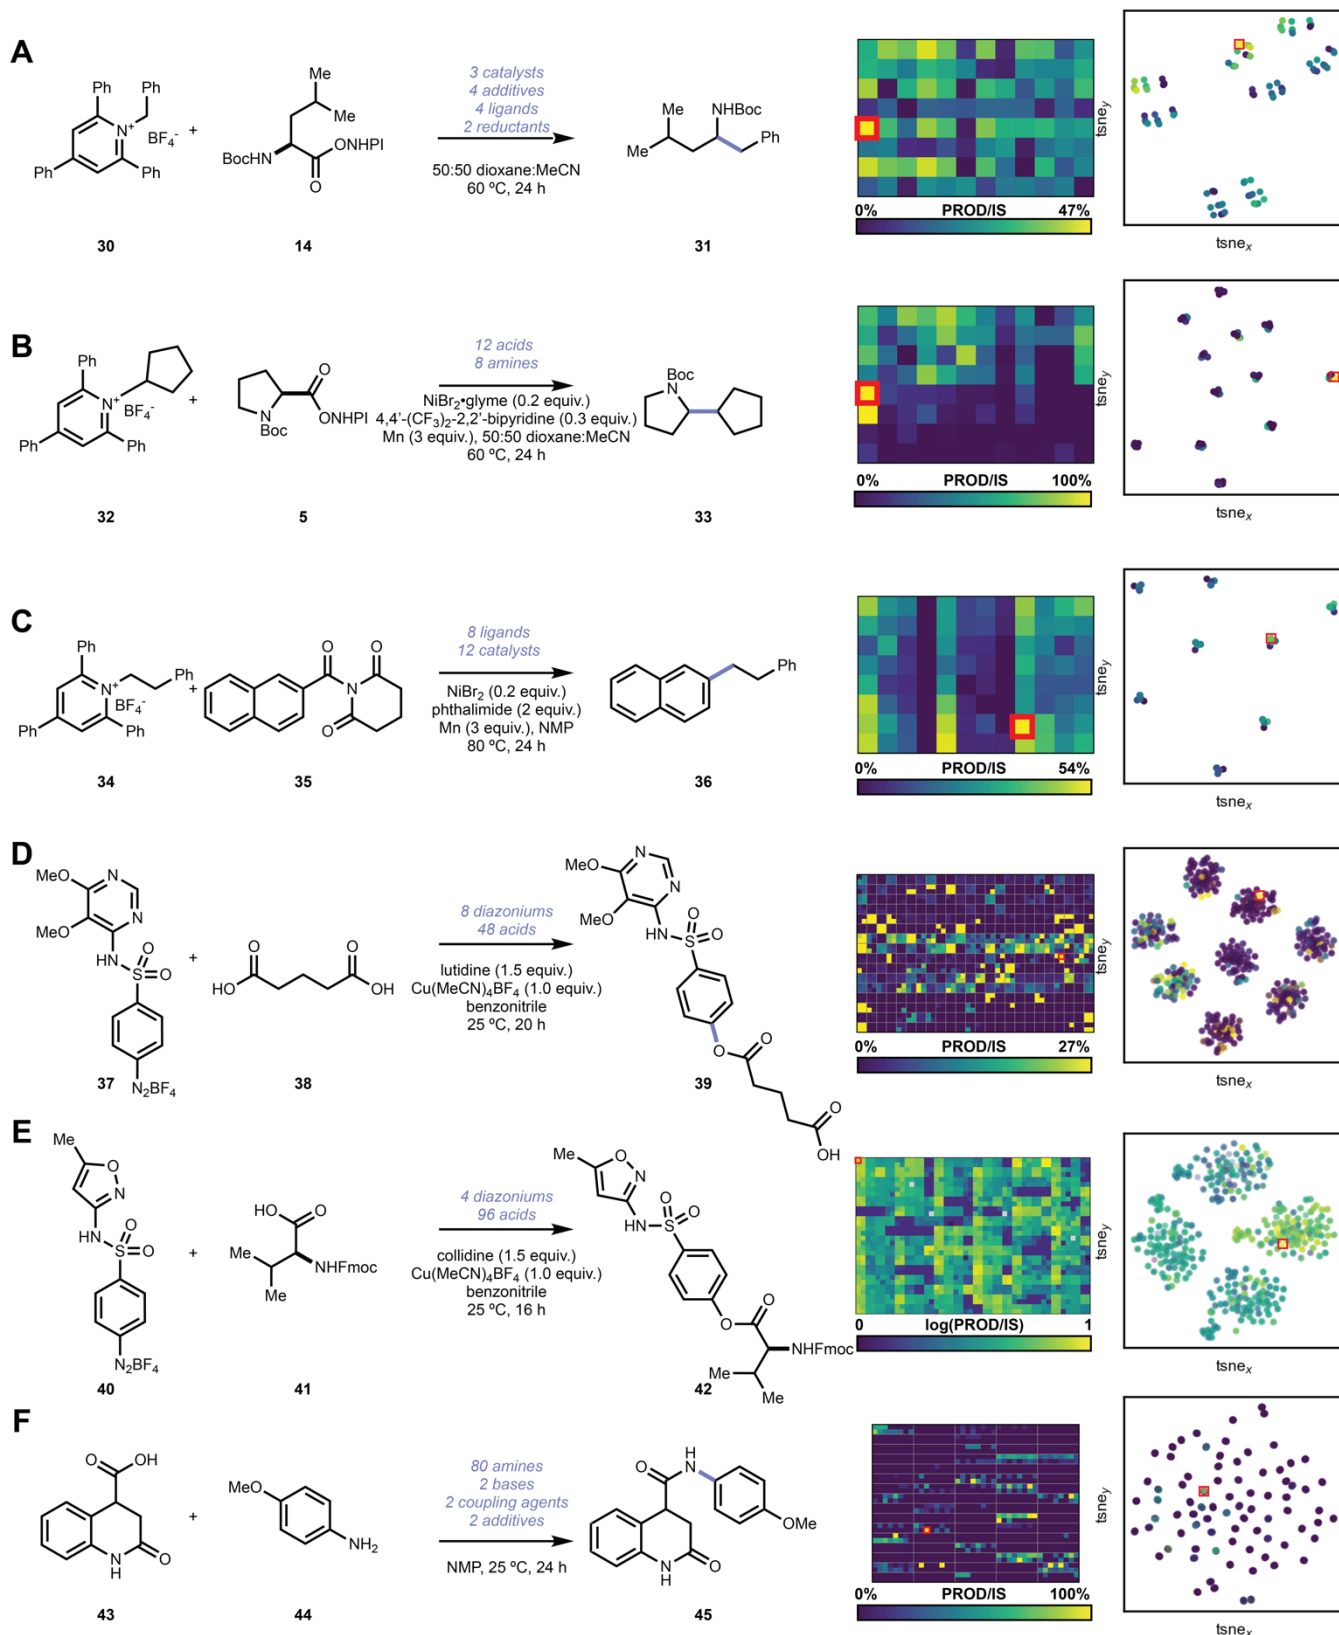 A
Ph
Ph
N+
BF4-
Ph
Ph
30
+
Me
Me
BocHN
ONHPI
O
14
3 catalysts
4 additives
4 ligands
2 reductants
50:50 dioxane:MeCN
60 ºC, 24 h
Me
NHBoc
Me
Ph
31
0% PROD/IS 47%
tsney
tsnex
B
Ph
N+
BF4-
Ph
Ph
32
+
O
N
ONHPI
Boc
5
12 acids
8 amines
NiBr2•glyme (0.2 equiv.)
4,4'-(CF3)2-2,2'-bipyridine (0.3 equiv.)
Mn (3 equiv.), 50:50 dioxane:MeCN
60 ºC, 24 h
Boc
N
33
0% PROD/IS 100%
tsnex
C
Ph
N+
Ph
BF4-
Ph
Ph
34
+
O
O
N
O
35
8 ligands
12 catalysts
NiBr2 (0.2 equiv.)
phthalimide (2 equiv.)
Mn (3 equiv.), NMP
80 ºC, 24 h
Ph
36
0% PROD/IS 54%
tsnex
D
MeO
N
N
MeO
HN
S
O
O
N2BF4
37
+
O
O
HO
OH
38
8 diazoniums
48 acids
lutidine (1.5 equiv.)
Cu(MeCN)4BF4 (1.0 equiv.)
benzonitrile
25 ºC, 20 h
MeO
N
N
MeO
HN
S
O
O
O
O
O
OH
39
0% PROD/IS 27%
tsney
tsnex
E
Me
O
N
HN
S
O
O
N2BF4
40
+
HO
O
Me
NHFmoc
Me
41
4 diazoniums
96 acids
collidine (1.5 equiv.)
Cu(MeCN)4BF4 (1.0 equiv.)
benzonitrile
25 ºC, 16 h
Me
O
N
HN
S
O
O
O
O
NHFmoc
Me
Me
42
0 log(PROD/IS) 1
tsney
tsnex
F
O
OH
N
H
O
43
+
MeO
NH2
44
80 amines
2 bases
2 coupling agents
2 additives
NMP, 25 ºC, 24 h
H
O
N
OMe
N
H
O
45
0% PROD/IS 100%
tsney
tsnex